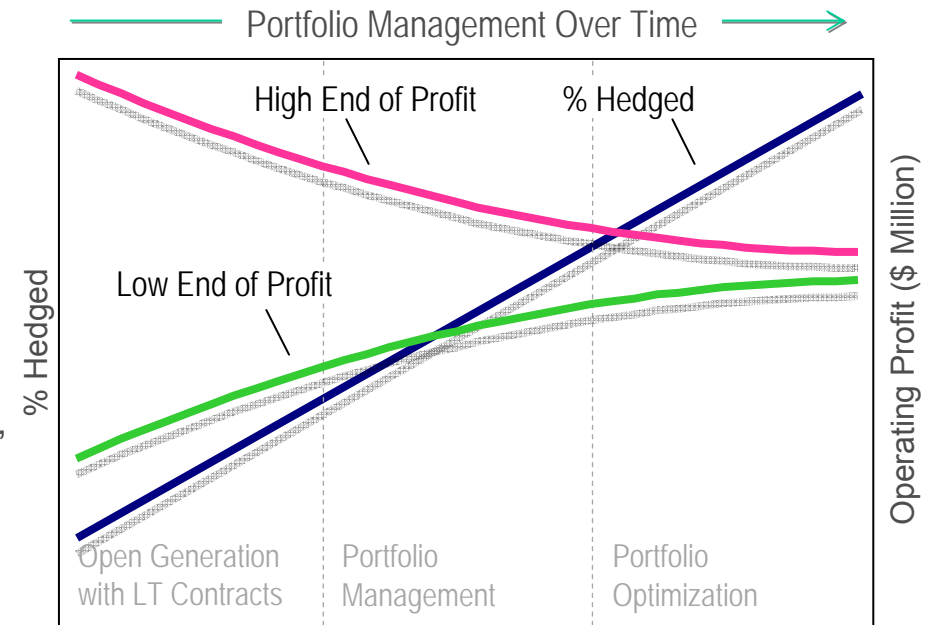 Portfolio Management Over Time
High End of Profit
% Hedged
Low End of Profit
% Hedged
Operating Profit ($ Million)
Open Generation
with LT Contracts
Portfolio
Management
Portfolio
Optimization